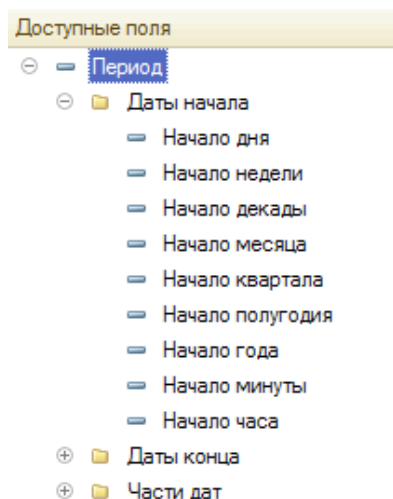 Доступные поля
Период
Даты начала
Начало дня
Начало недели
Начало декады
Начало месяца
Начало квартала
Начало полугодия
Начало года
Начало минуты
Начало часа
Даты конца
Части дат